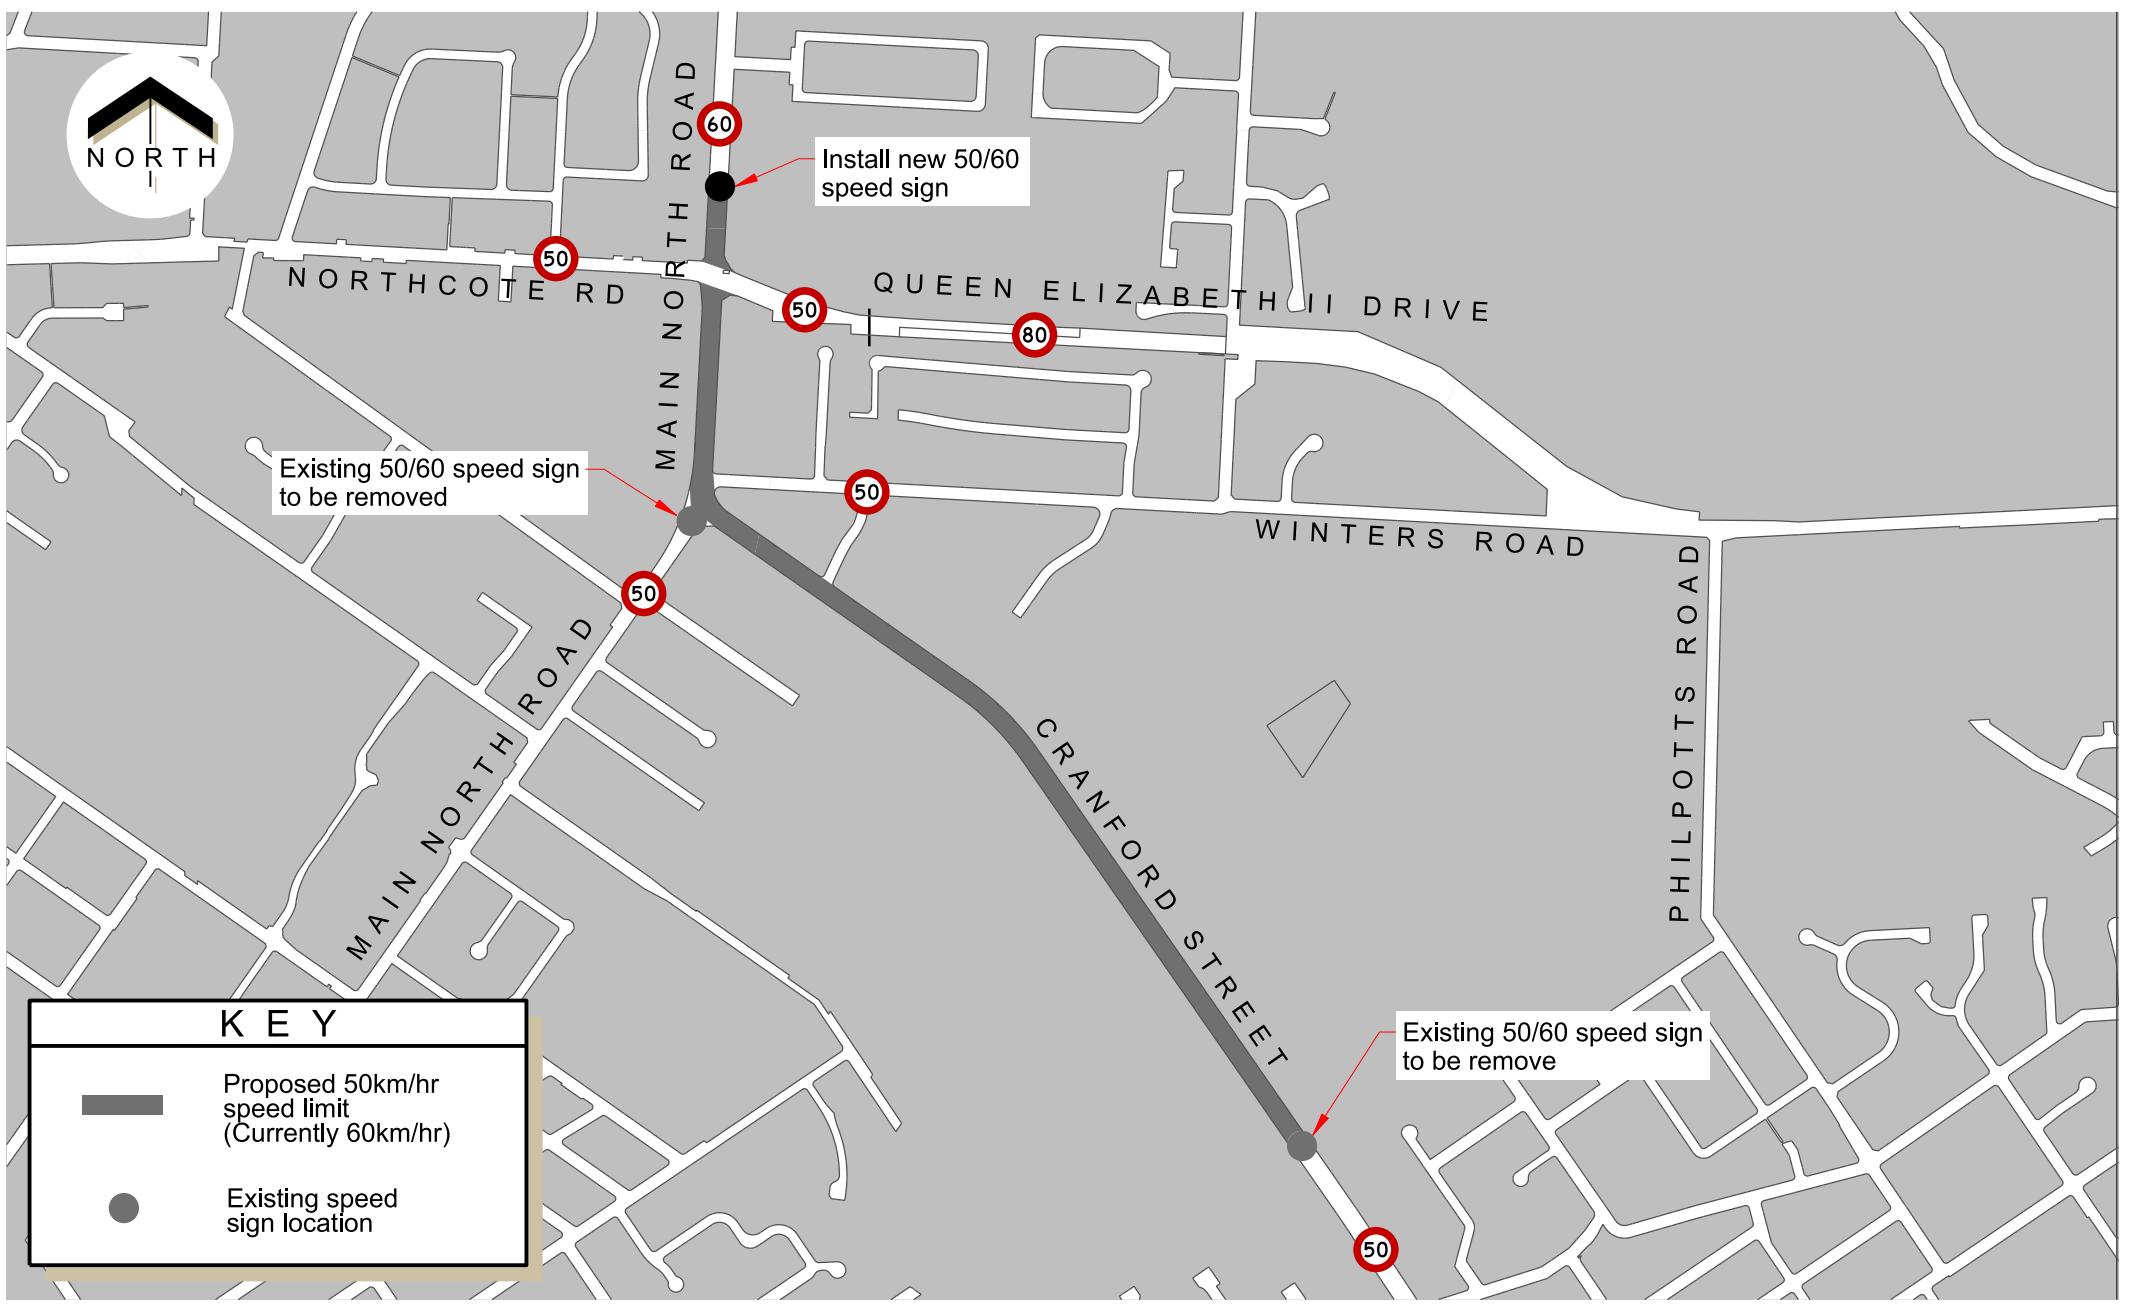 NORTH
MAIN NORTH ROAD
60
Install new 50/60
speed sign
50
NORTHCOTE RD
QUEEN ELIZABETH II DRIVE
50
80
Existing 50/60 speed sign
to be removed
50
WINTERS ROAD
50
MAIN NORTH ROAD
PHILPOTTS ROAD
CRANFORD STREET
Existing 50/60 speed sign
to be remove
50
KEY
Proposed 50km/hr
speed limit
(Currently 60km/hr)
Existing speed
sign location